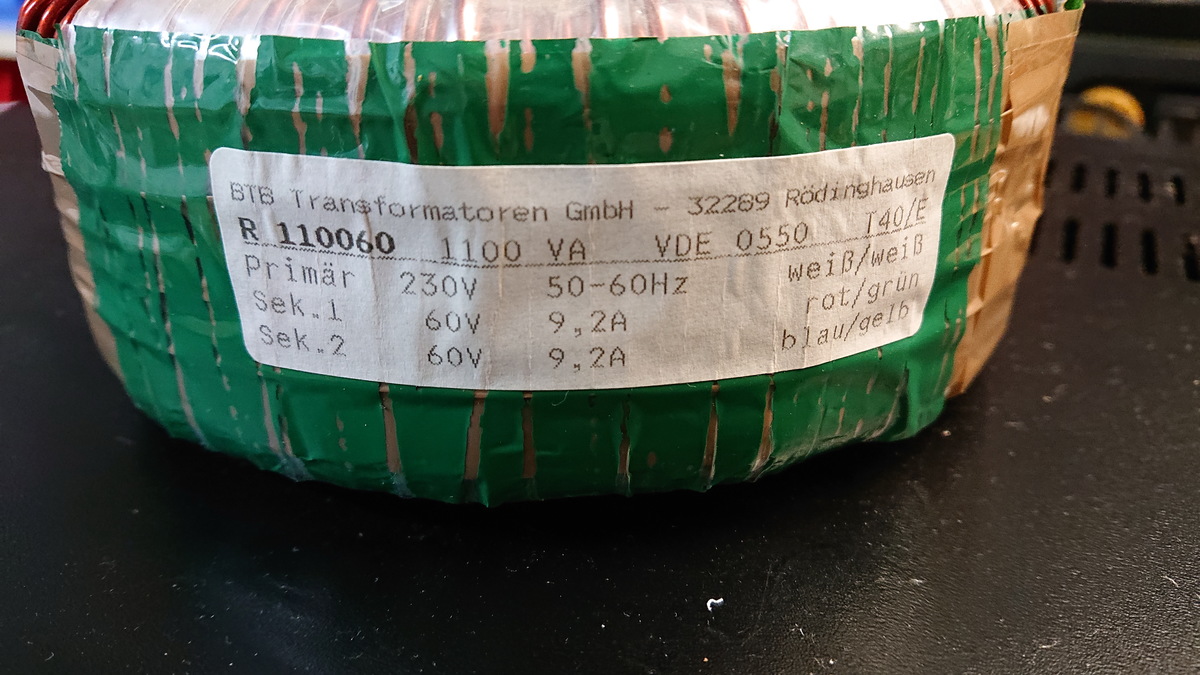 BTB Transformatoren GmbH - 32289 Rödinghausen
R 110060 1100 VA VDE 0550 T40/E
Primär 230V 50-60Hz weiß/weiß
Sek.1 60V 9,2A rot/grün
Sek.2 60V 9,2A blau/gelb